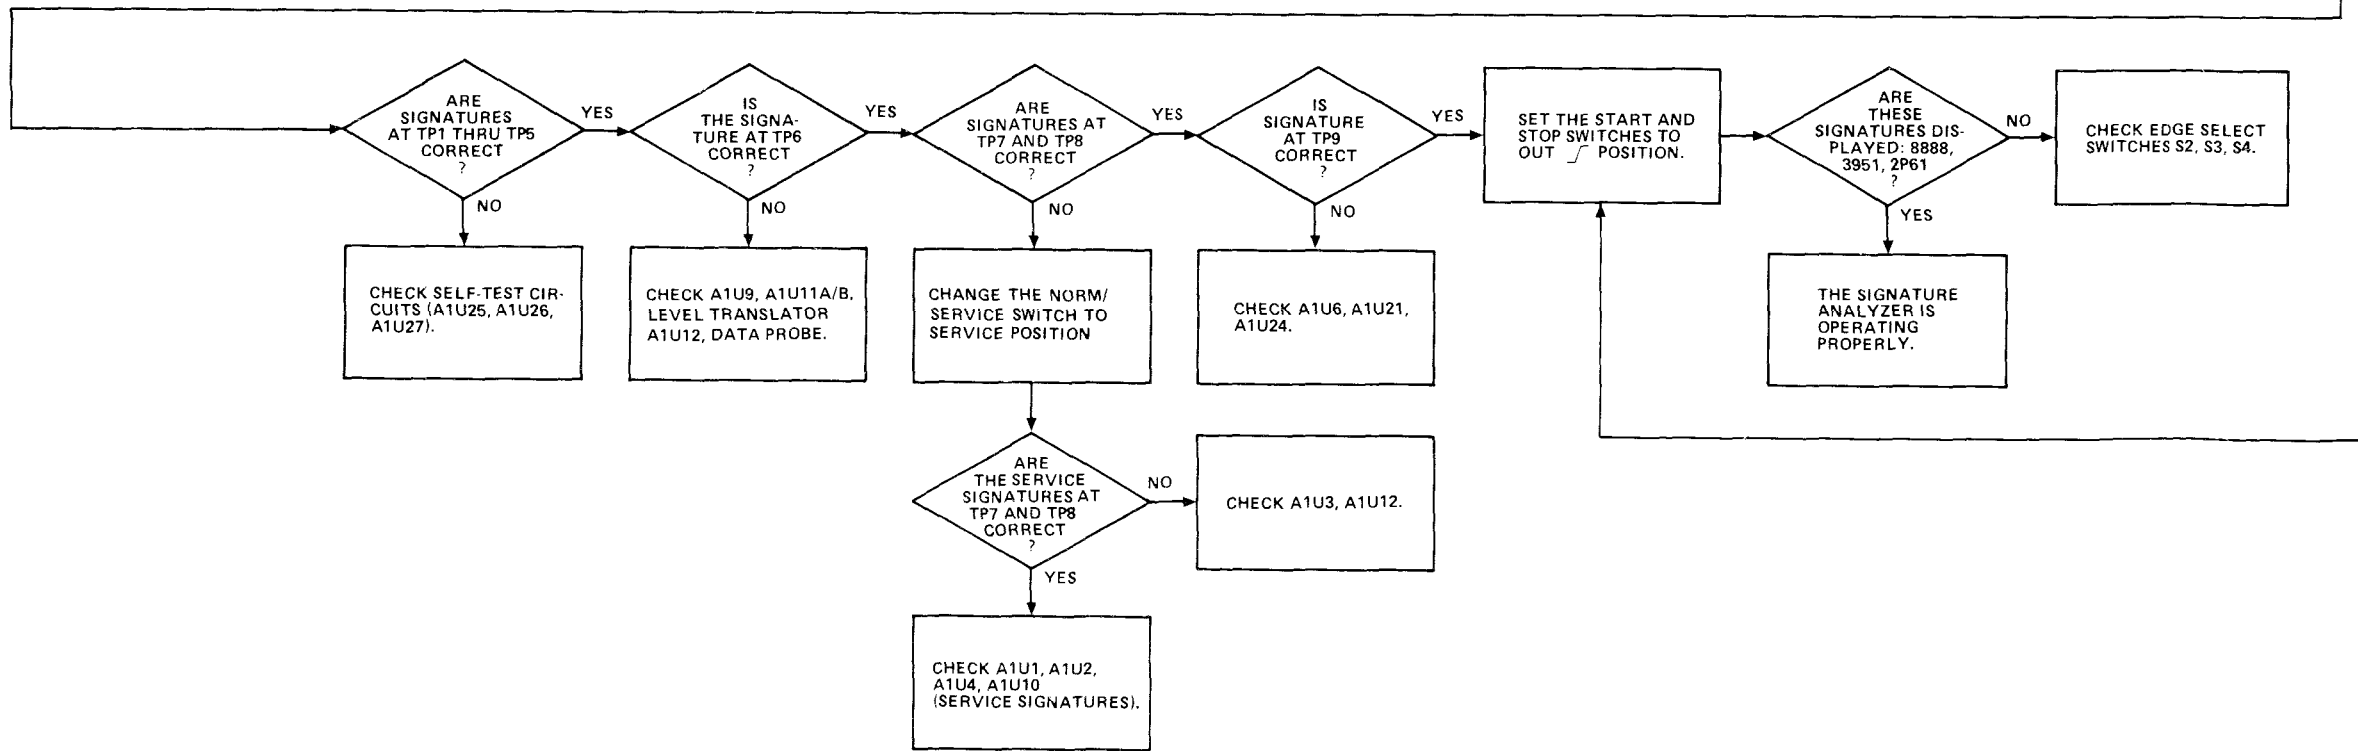 ARE
SIGNATURES
AT TP1 THRU TP5
CORRECT
?
YES
NO
IS
THE SIGNA-
TURE AT TP6
CORRECT
?
YES
NO
ARE
SIGNATURES AT
TP7 AND TP8
CORRECT
?
YES
NO
IS
SIGNATURE
AT TP9
CORRECT
?
YES
NO
SET THE START AND
STOP SWITCHES TO
OUT POSITION.
ARE
THESE
SIGNATURES DIS-
PLAYED: 8888,
3951, 2P61
?
NO
YES
CHECK EDGE SELECT
SWITCHES S2, S3, S4.
CHECK SELF-TEST CIR-
CUITS (A1U25, A1U26,
A1U27).
CHECK A1U9, A1U11A/B,
LEVEL TRANSLATOR
A1U12, DATA PROBE.
CHANGE THE NORM/
SERVICE SWITCH TO
SERVICE POSITION
CHECK A1U6, A1U21,
A1U24.
THE SIGNATURE
ANALYZER IS
OPERATING
PROPERLY.
ARE
THE SERVICE
SIGNATURES AT
TP7 AND TP8
CORRECT
?
NO
YES
CHECK A1U3, A1U12.
CHECK A1U1, A1U2,
A1U4, A1U10
(SERVICE SIGNATURES).